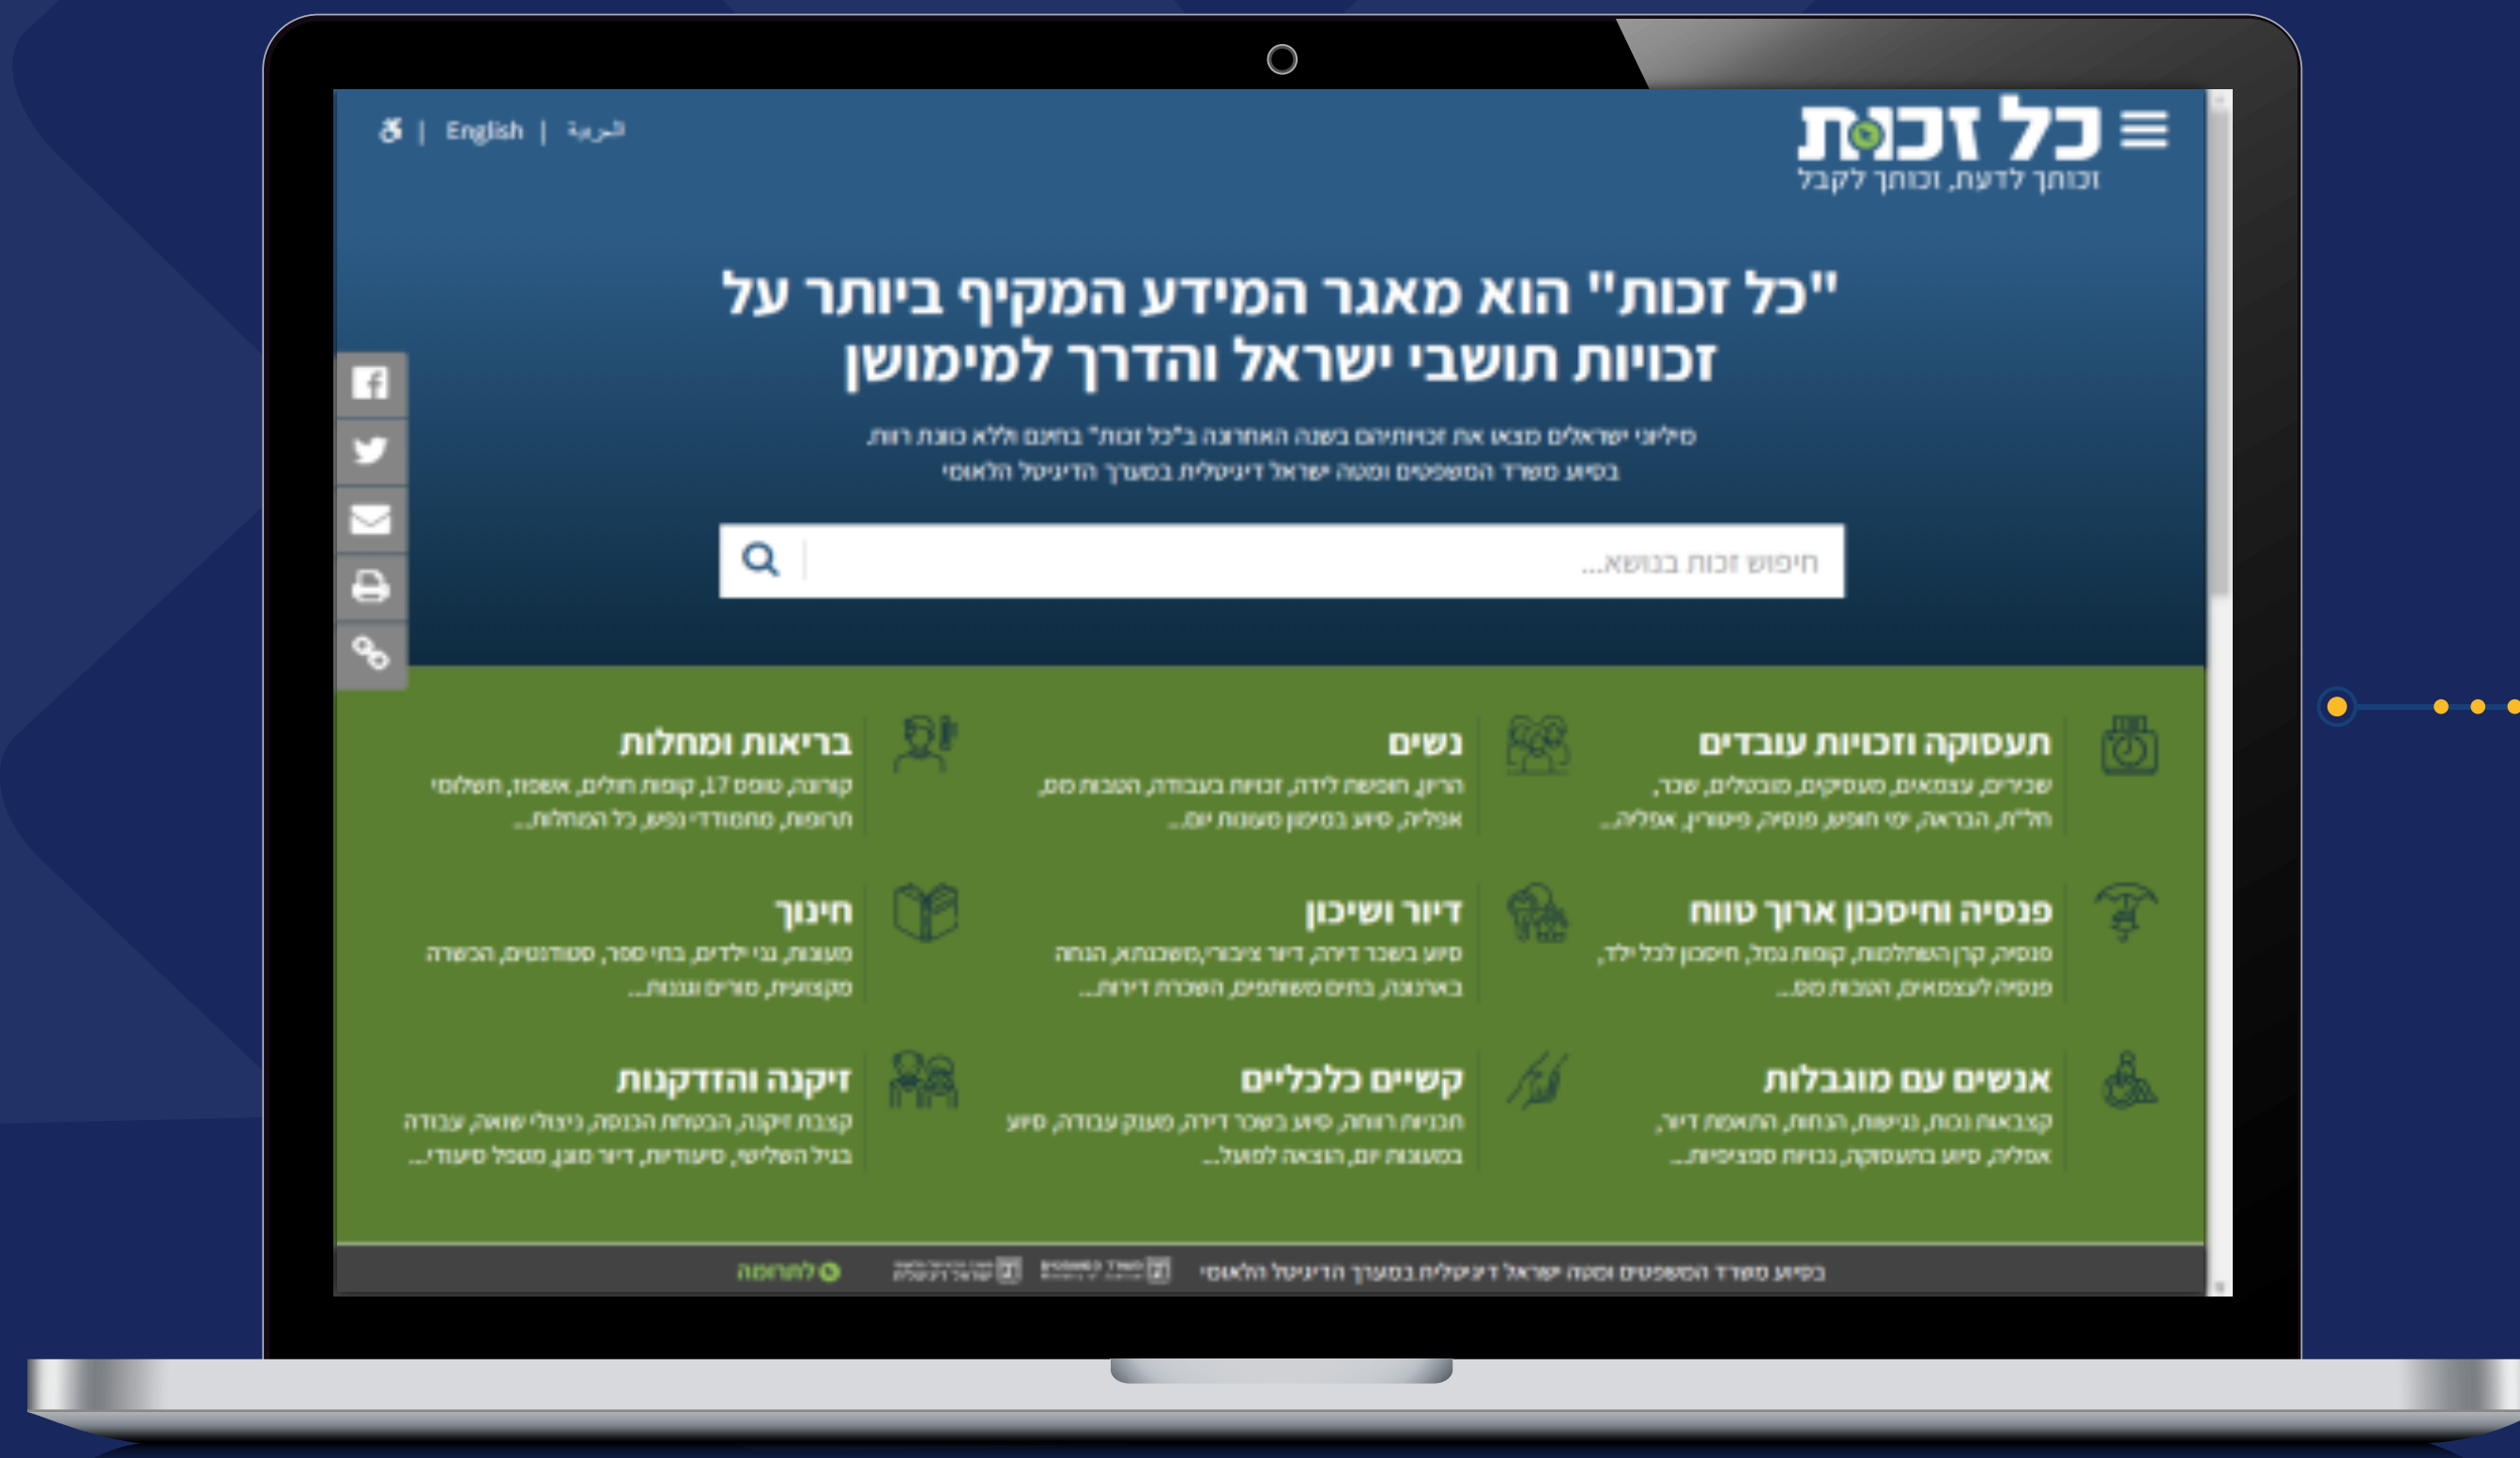 כל זכות
זכותך לדעת, זכותך לקבל
العربية | English |
"כל זכות" הוא מאגר המידע המקיף ביותר על
זכויות תושבי ישראל והדרך למימושן
מיליוני ישראלים מצאו את זכויותיהם בשנה האחרונה ב"כל זכות" בחינם וללא כוונת רווח.
בסיוע משרד המשפטים ומטה ישראל דיגיטלית במערך הדיגיטל הלאומי
חיפוש זכות בנושא...
תעסוקה וזכויות עובדים
שכירים, עצמאים, מעסיקים, מובטלים, שכר,
חל"ת, הבראה, ימי חופש, פנסיה, פיטורין, אפליה...
נשים
הריון, חופשת לידה, זכויות בעבודה, הטבות מס,
אפליה, סיוע במימון מעונות יום...
בריאות ומחלות
קורונה, טופס 17, קופות חולים, אשפוז, תשלומי
תרופות, מתמודדי נפש, כל המחלות...
פנסיה וחיסכון ארוך טווח
פנסיה, קרן השתלמות, קופות גמל, חיסכון לכל ילד,
פנסיה לעצמאים, הטבות מס...
דיור ושיכון
סיוע בשכר דירה, דיור ציבורי,משכנתא, הנחה
בארנונה, בתים משותפים, השכרת דירות...
חינוך
מעונות, גני ילדים, בתי ספר, סטודנטים, הכשרה
מקצועית, מורים וגננות...
אנשים עם מוגבלות
קצבאות נכות, נגישות, הנחות, התאמת דיור,
אפליה, סיוע בתעסוקה, נכויות ספציפיות...
קשיים כלכליים
תכניות רווחה, סיוע בשכר דירה, מענק עבודה, סיוע
במעונות יום, הוצאה לפועל...
זיקנה והזדקנות
קצבת זיקנה, הבטחת הכנסה, ניצולי שואה, עבודה
בגיל השלישי, סיעודיות, דיור מוגן, מטפל סיעודי...
בסיוע משרד המשפטים ומטה ישראל דיגיטלית במערך הדיגיטל הלאומי
משרד המשפטים
ישראל דיגיטלית
לתרומה